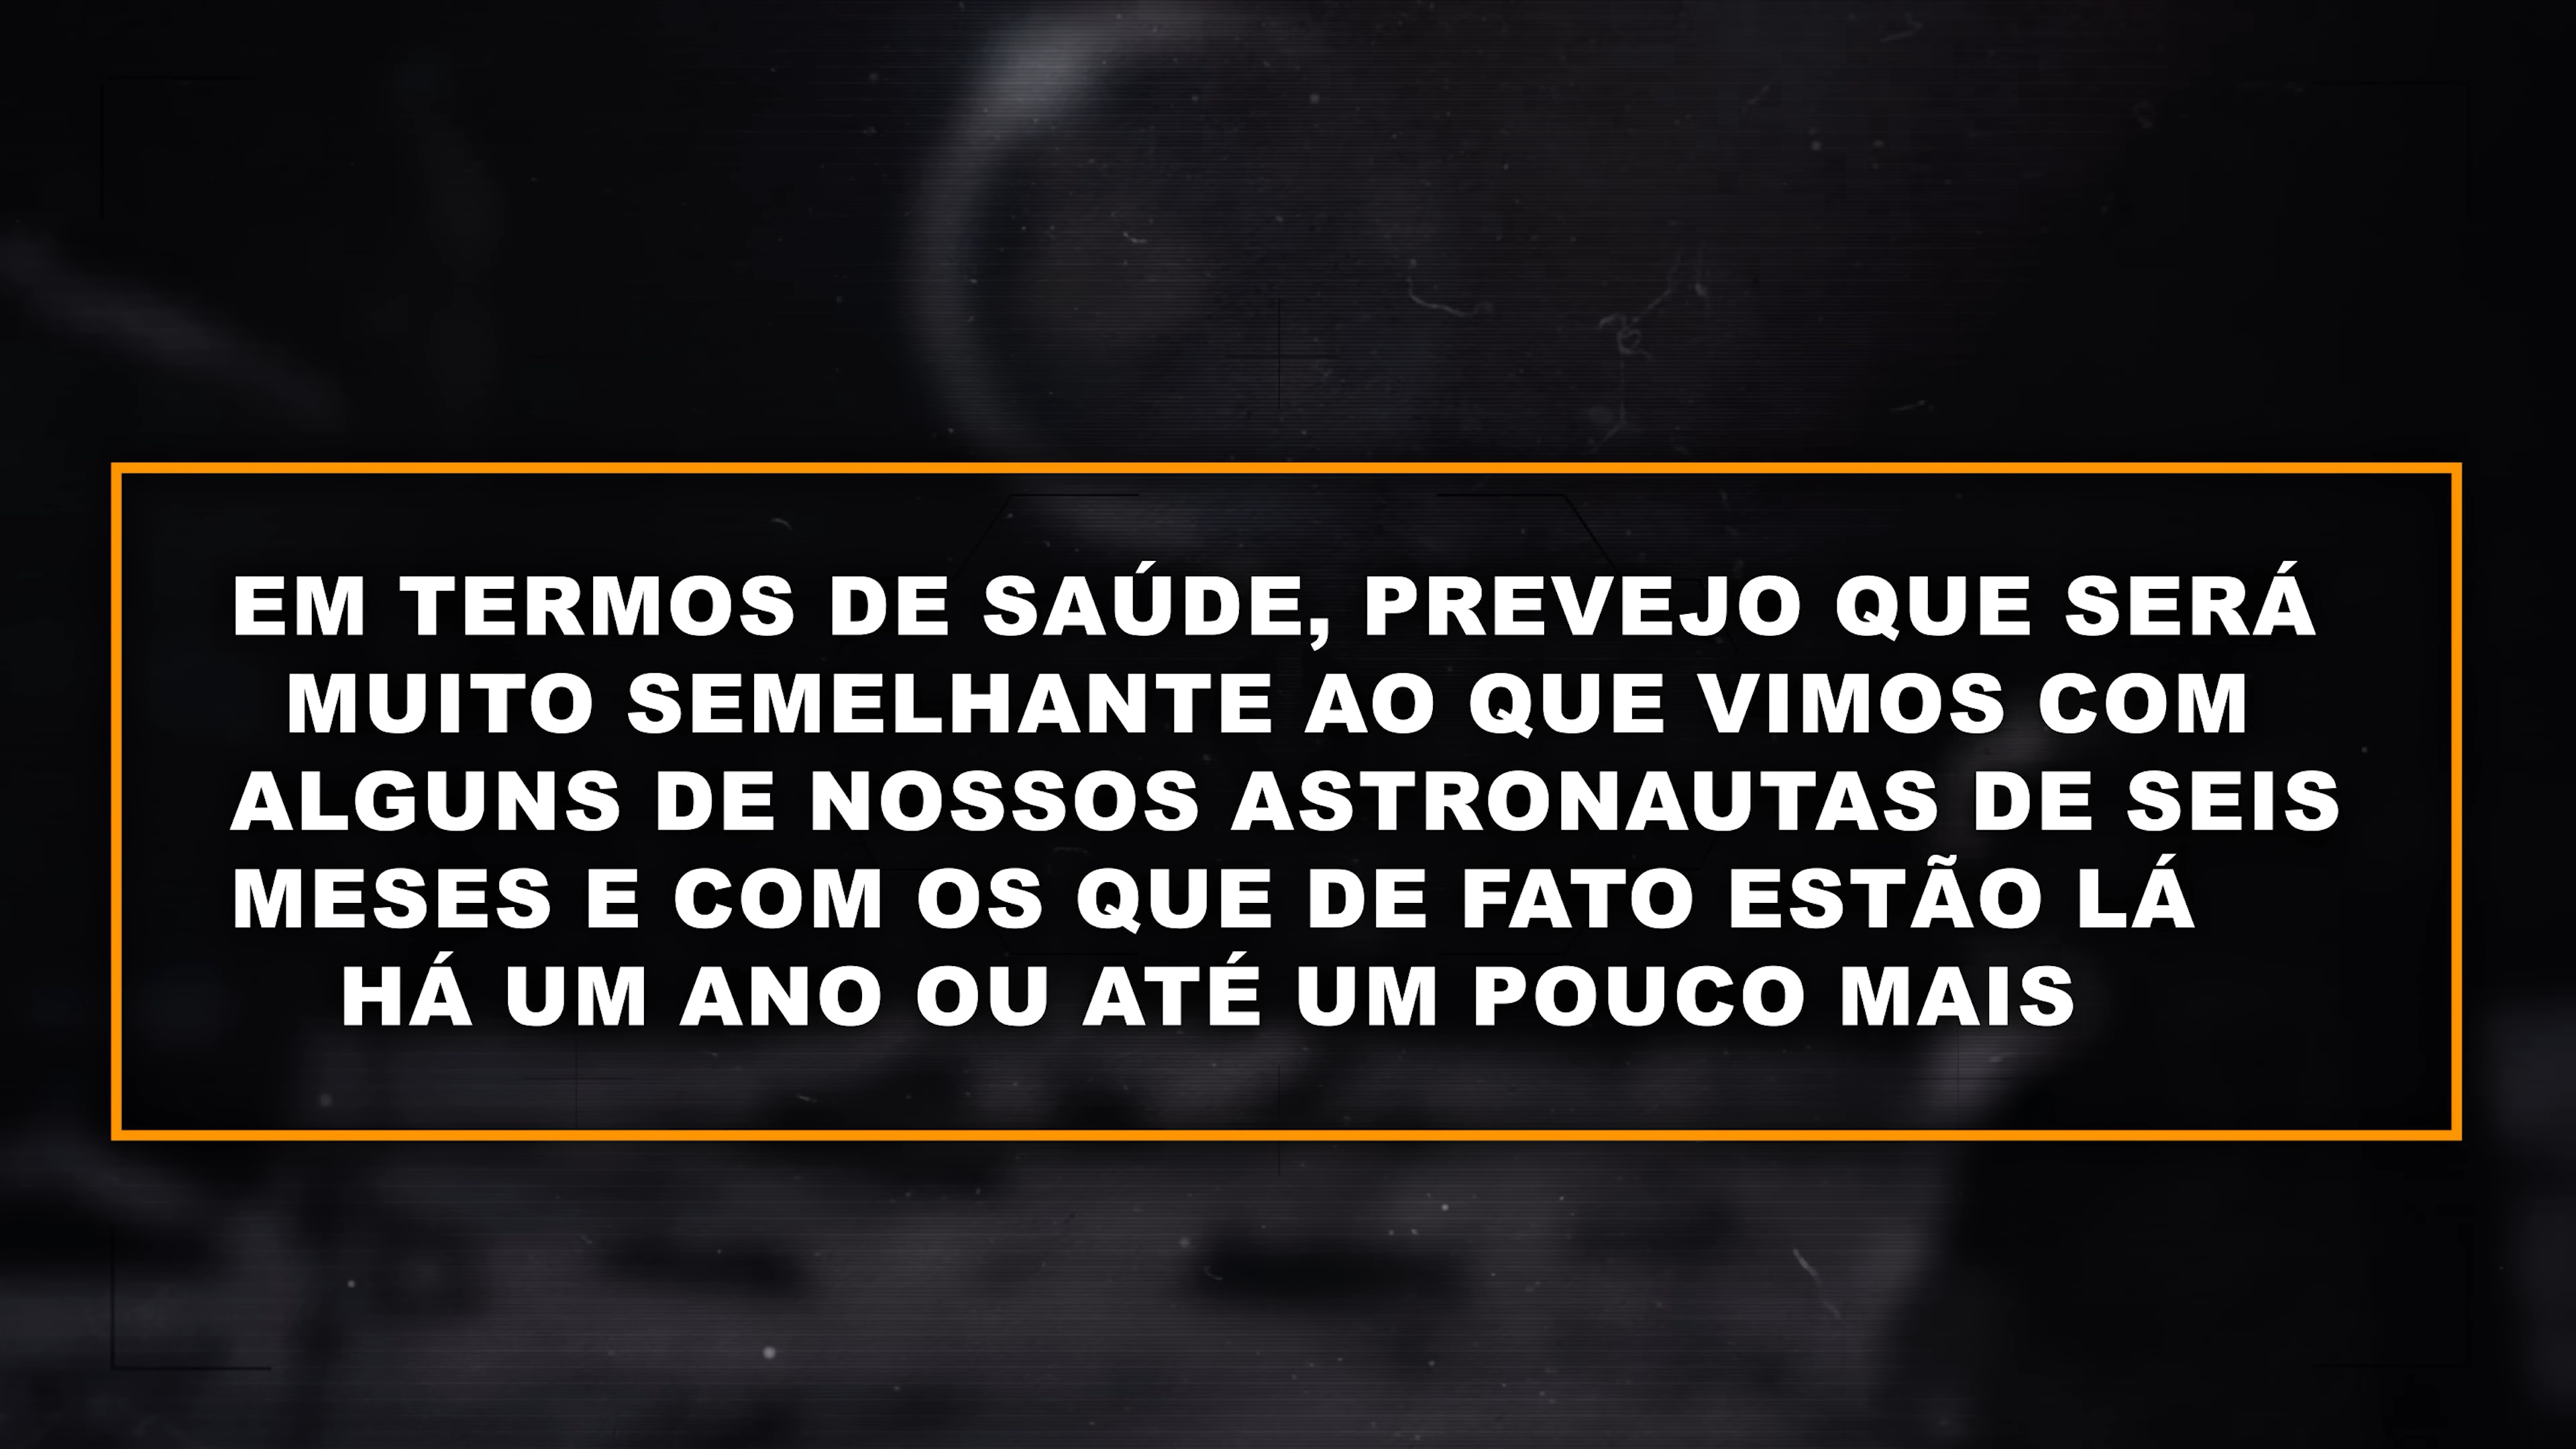 EM TERMOS DE SAÚDE, PREVEJO QUE SERÁ
MUITO SEMELHANTE AO QUE VIMOS COM
ALGUNS DE NOSSOS ASTRONAUTAS DE SEIS
MESES E COM OS QUE DE FATO ESTÃO LÁ
HÁ UM ANO OU ATÉ UM POUCO MAIS